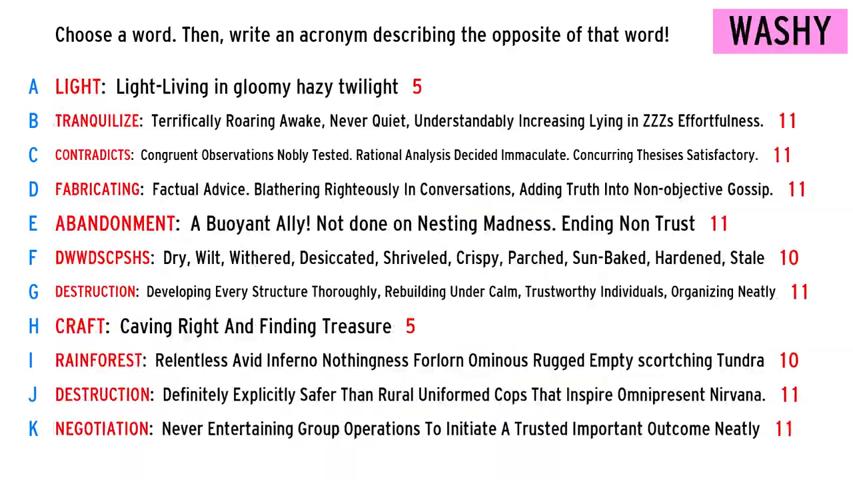 Choose a word. Then, write an acronym describing the opposite of that word!
WASHY
A LIGHT: Light-Living in gloomy hazy twilight 5
B TRANQUILIZE: Terrifically Roaring Awake, Never Quiet, Understandably Increasing Lying in ZZZs Effortfulness. 11
C CONTRADICTS: Congruent Observations Nobly Tested. Rational Analysis Decided Immaculate. Concurring Thesises Satisfactory. 11
D FABRICATING: Factual Advice. Blathering Righteously In Conversations, Adding Truth Into Non-objective Gossip. 11
E ABANDONMENT: A Buoyant Ally! Not done on Nesting Madness. Ending Non Trust 11
F DWWDSCPSHS: Dry, Wilt, Withered, Desiccated, Shriveled, Crispy, Parched, Sun-Baked, Hardened, Stale 10
G DESTRUCTION: Developing Every Structure Thoroughly, Rebuilding Under Calm, Trustworthy Individuals, Organizing Neatly 11
H CRAFT: Caving Right And Finding Treasure 5
I RAINFOREST: Relentless Avid Inferno Nothingness Forlorn Ominous Rugged Empty scortching Tundra 10
J DESTRUCTION: Definitely Explicitly Safer Than Rural Uniformed Cops That Inspire Omnipresent Nirvana. 11
K NEGOTIATION: Never Entertaining Group Operations To Initiate A Trusted Important Outcome Neatly 11